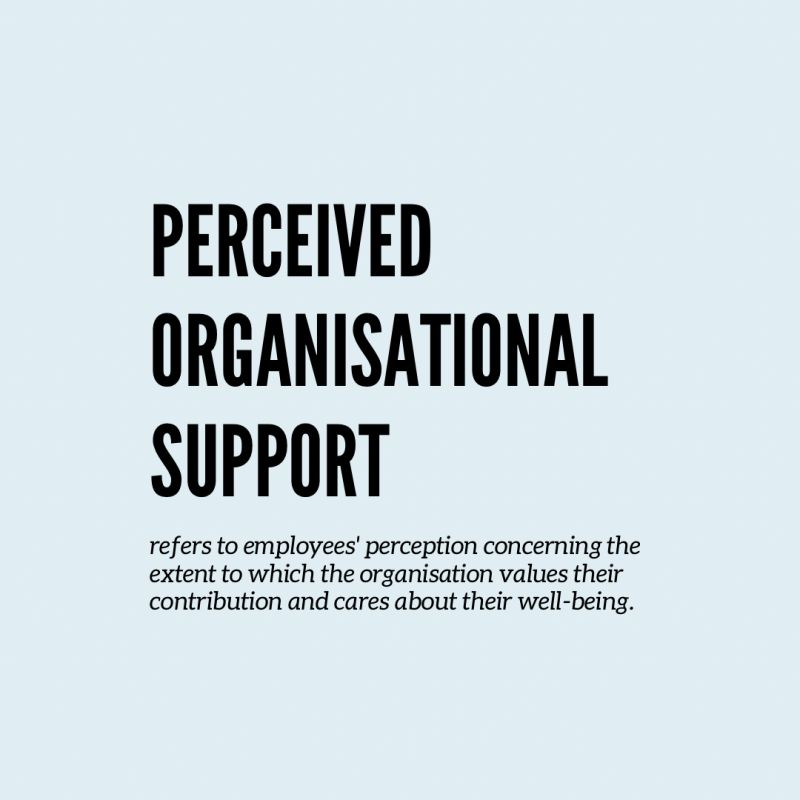 PERCEIVED
ORGANISATIONAL
SUPPORT
refers to employees' perception concerning the
extent to which the organisation values their
contribution and cares about their well-being.